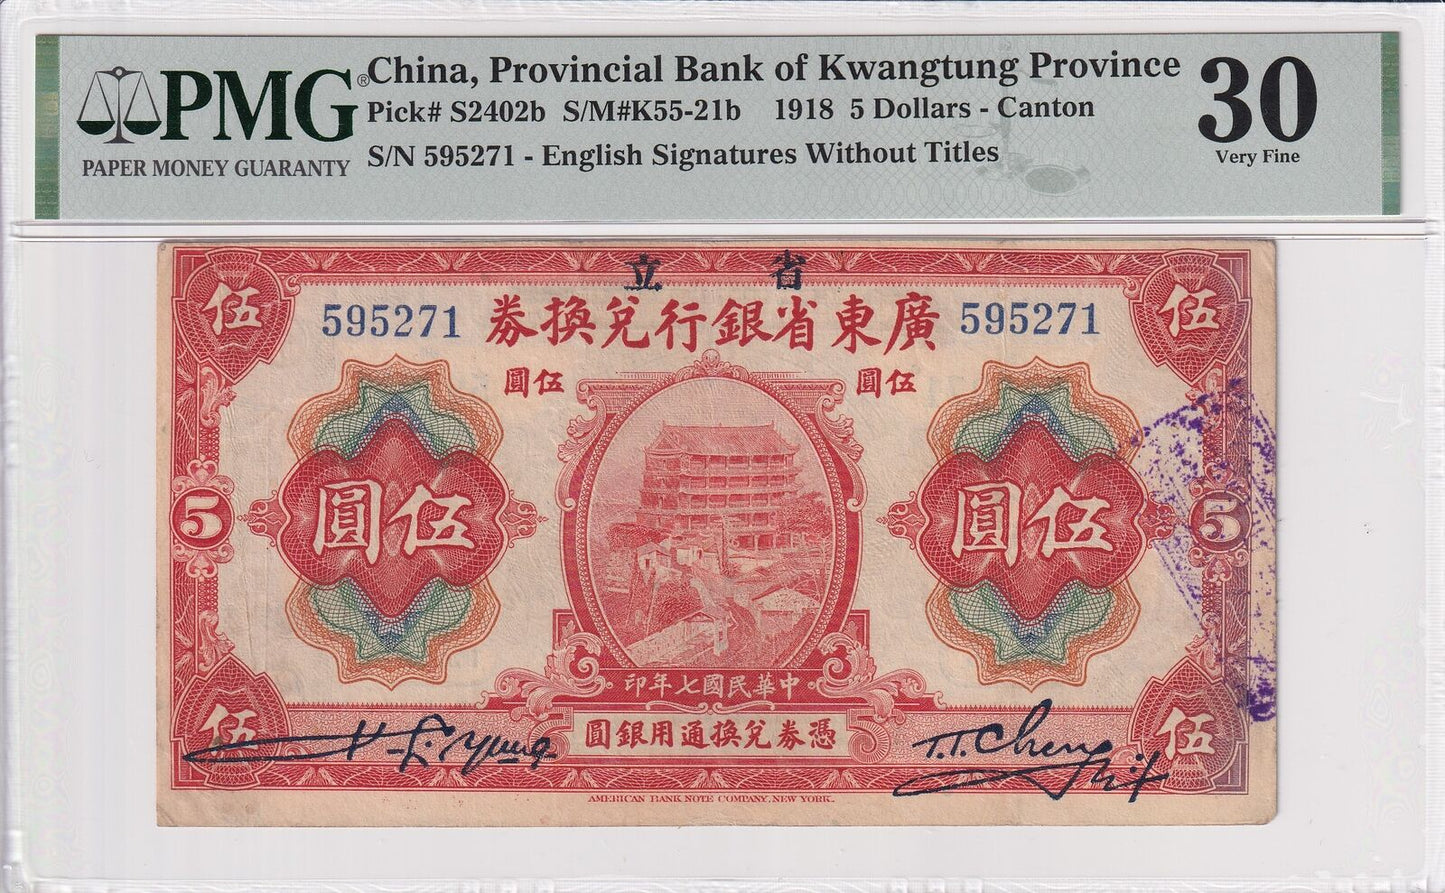 PMG®
PAPER MONEY GUARANTY
China, Provincial Bank of Kwangtung Province
Pick# S2402b S/M#K55-21b 1918 5 Dollars - Canton
S/N 595271 - English Signatures Without Titles
30
Very Fine
立 省
伍 伍
595271 券換兌行銀省東廣 595271
圓伍 圓伍
圓伍 圓伍
5 5
印年七國民華中
伍 伍
圓銀用通換兌券憑
T.T. Cheng
AMERICAN BANK NOTE COMPANY, NEW YORK.